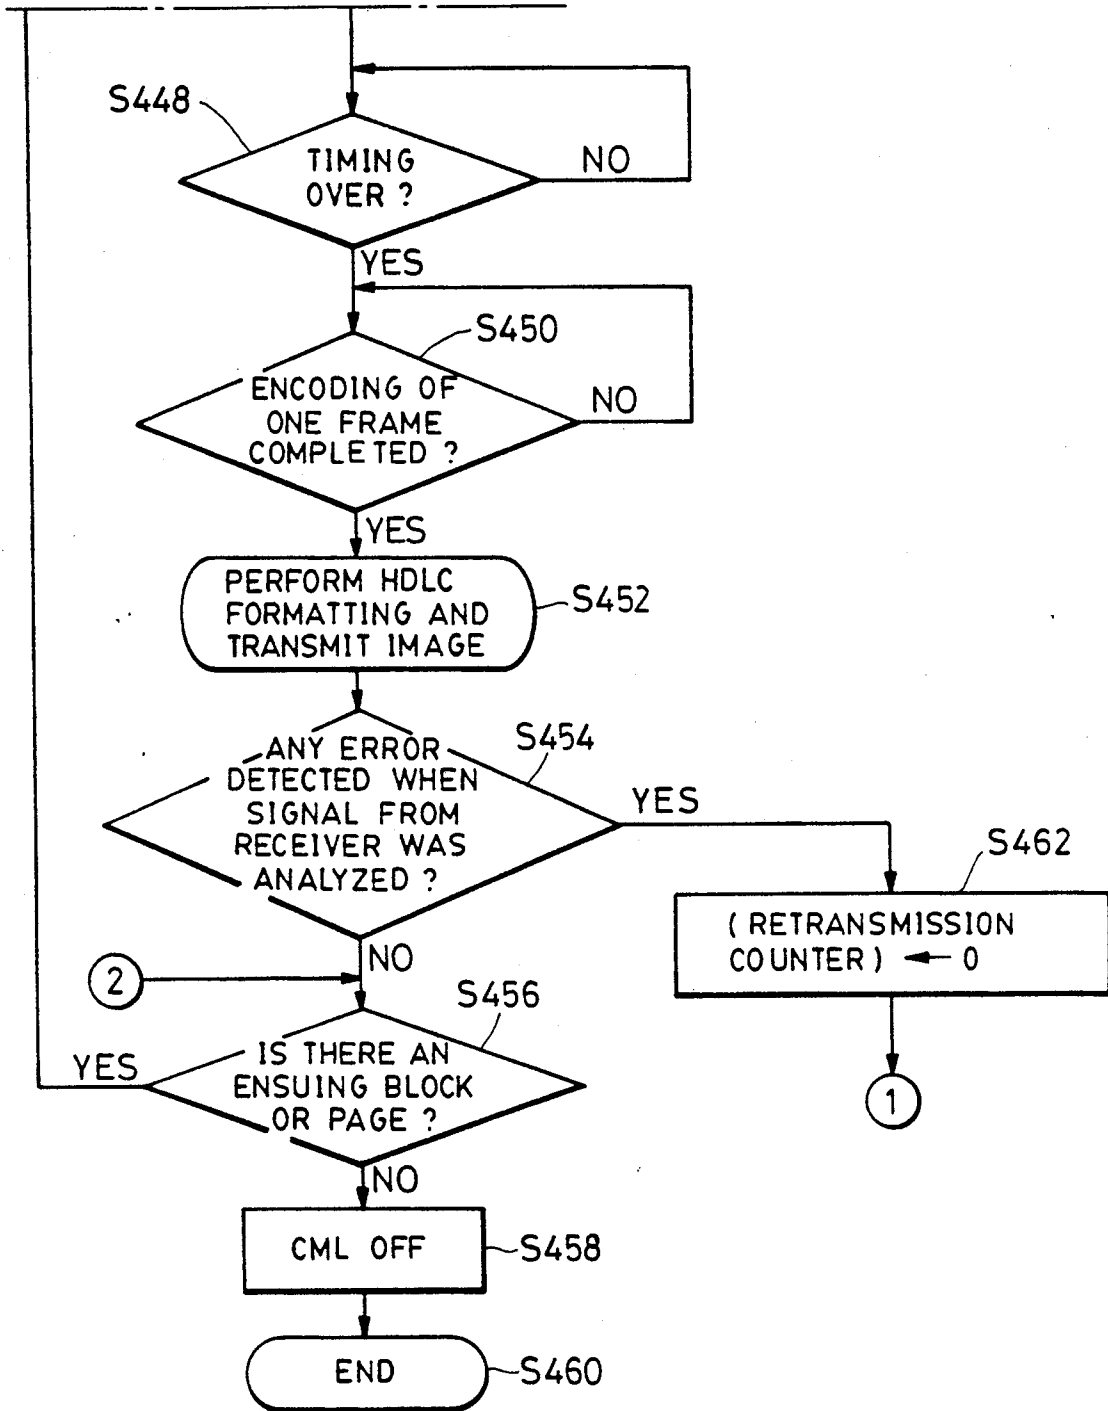 S448
TIMING
OVER ?
NO
YES
S450
ENCODING OF
ONE FRAME
COMPLETED ?
NO
YES
PERFORM HDLC
FORMATTING AND
TRANSMIT IMAGE
S452
S454
ANY ERROR
DETECTED WHEN
SIGNAL FROM
RECEIVER WAS
ANALYZED ?
YES
S462
(RETRANSMISSION
COUNTER) ← 0
1
NO
2
S456
YES
IS THERE AN
ENSUING BLOCK
OR PAGE ?
NO
CML OFF
S458
END
S460